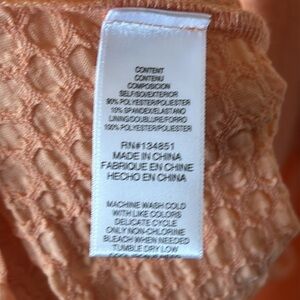 CONTENT
CONTENU
COMPOSICION
SELF/SOI/EXTERIOR
90% POLYESTER/POLIESTER
10% SPANDEX/ELASTANO
LINING/DOUBLURE/FORRO
100% POLYESTER/POLIESTER
RN#134851
MADE IN CHINA
FABRIQUE EN CHINE
HECHO EN CHINA
MACHINE WASH COLD
WITH LIKE COLORS
DELICATE CYCLE
ONLY NON-CHLORINE
BLEACH WHEN NEEDED
TUMBLE DRY LOW